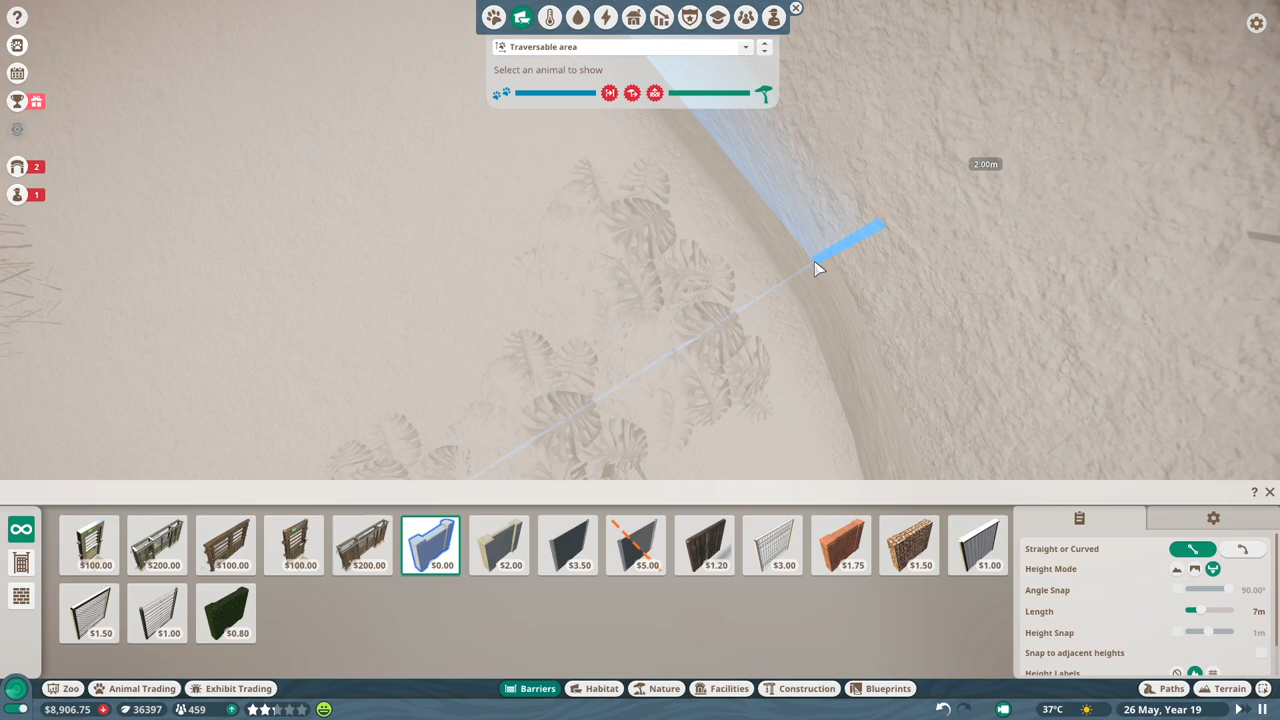 ?
Traversable area
Select an animal to show
2
1
2.00m
?
$100.00
$200.00
$100.00
$100.00
$200.00
$0.00
$2.00
$3.50
$5.00
$1.20
$3.00
$1.75
$1.50
$1.00
$1.50
$1.00
$0.80
Straight or Curved
Height Mode
Angle Snap 90.00°
Length 7m
Height Snap 1m
Snap to adjacent heights
Height Labels
Zoo
Animal Trading
Exhibit Trading
Barriers
Habitat
Nature
Facilities
Construction
Blueprints
Paths
Terrain
$8,906.75
36397
459
37°C
26 May, Year 19